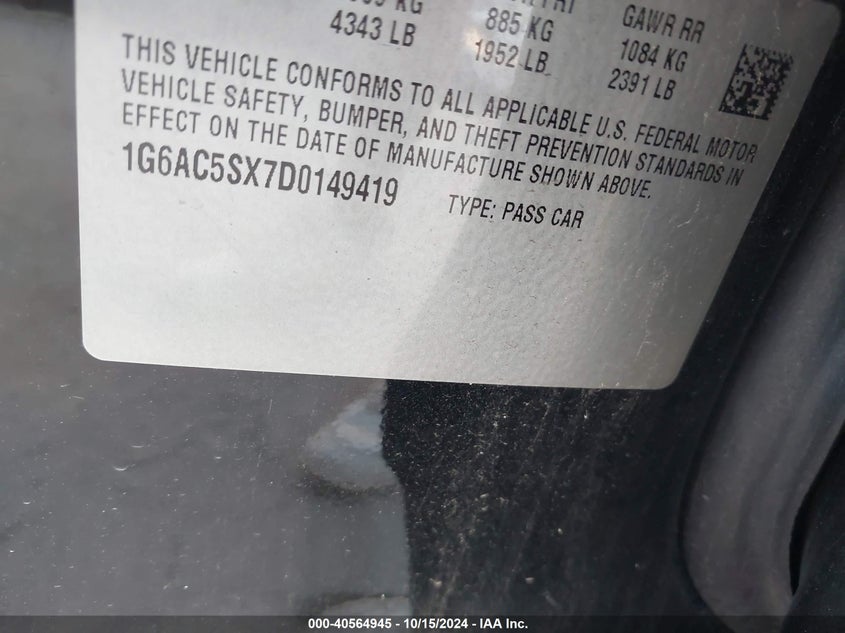 KG
4343 LB
885 KG
1952 LB
GAWR RR
1084 KG
2391 LB
THIS VEHICLE CONFORMS TO ALL APPLICABLE U.S. FEDERAL MOTOR
VEHICLE SAFETY, BUMPER, AND THEFT PREVENTION STANDARDS IN
EFFECT ON THE DATE OF MANUFACTURE SHOWN ABOVE.
1G6AC5SX7D0149419
TYPE: PASS CAR
000-40564945 - 10/15/2024 - IAA Inc.